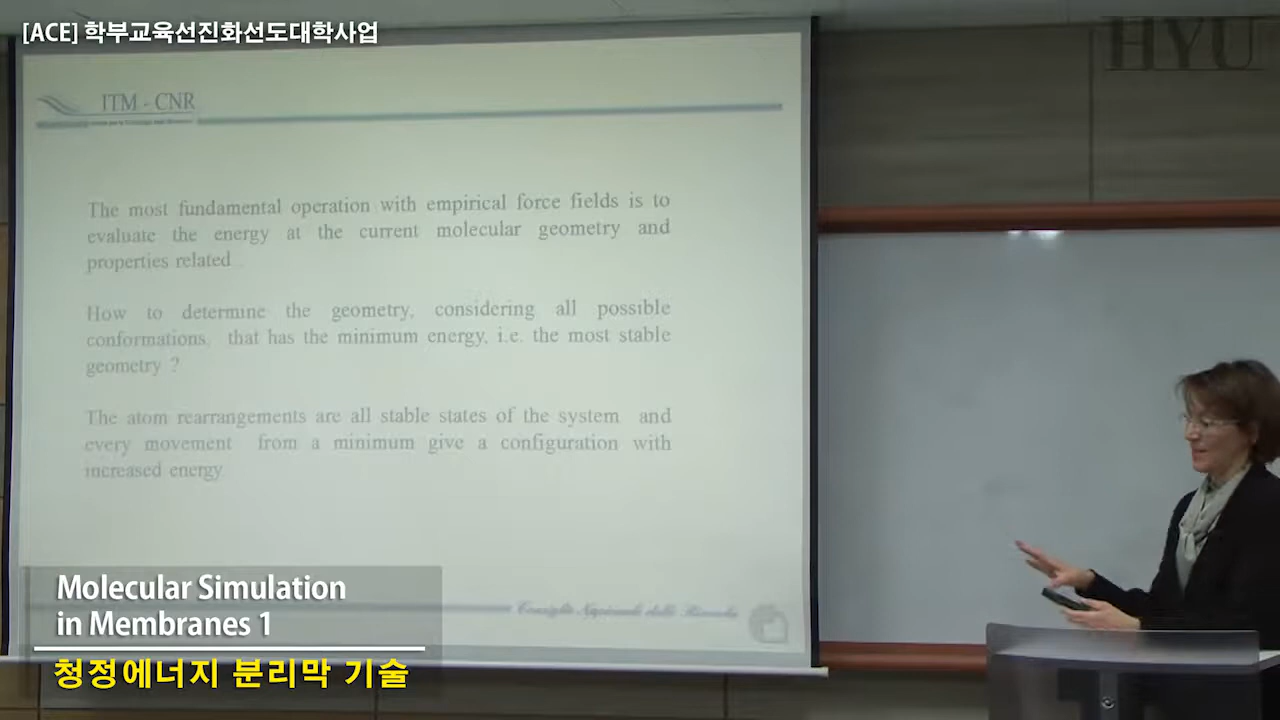 [ACE] 학부교육선진화선도대학사업
HYU
ITM - CNR
The most fundamental operation with empirical force fields is to
evaluate the energy at the current molecular geometry and
properties related
How to determine the geometry, considering all possible
conformations, that has the minimum energy, i.e. the most stable
geometry ?
The atom rearrangements are all stable states of the system and
every movement from a minimum give a configuration with
increased energy
Consiglio Nazionale delle Ricerche
Molecular Simulation
in Membranes 1
청정에너지 분리막 기술